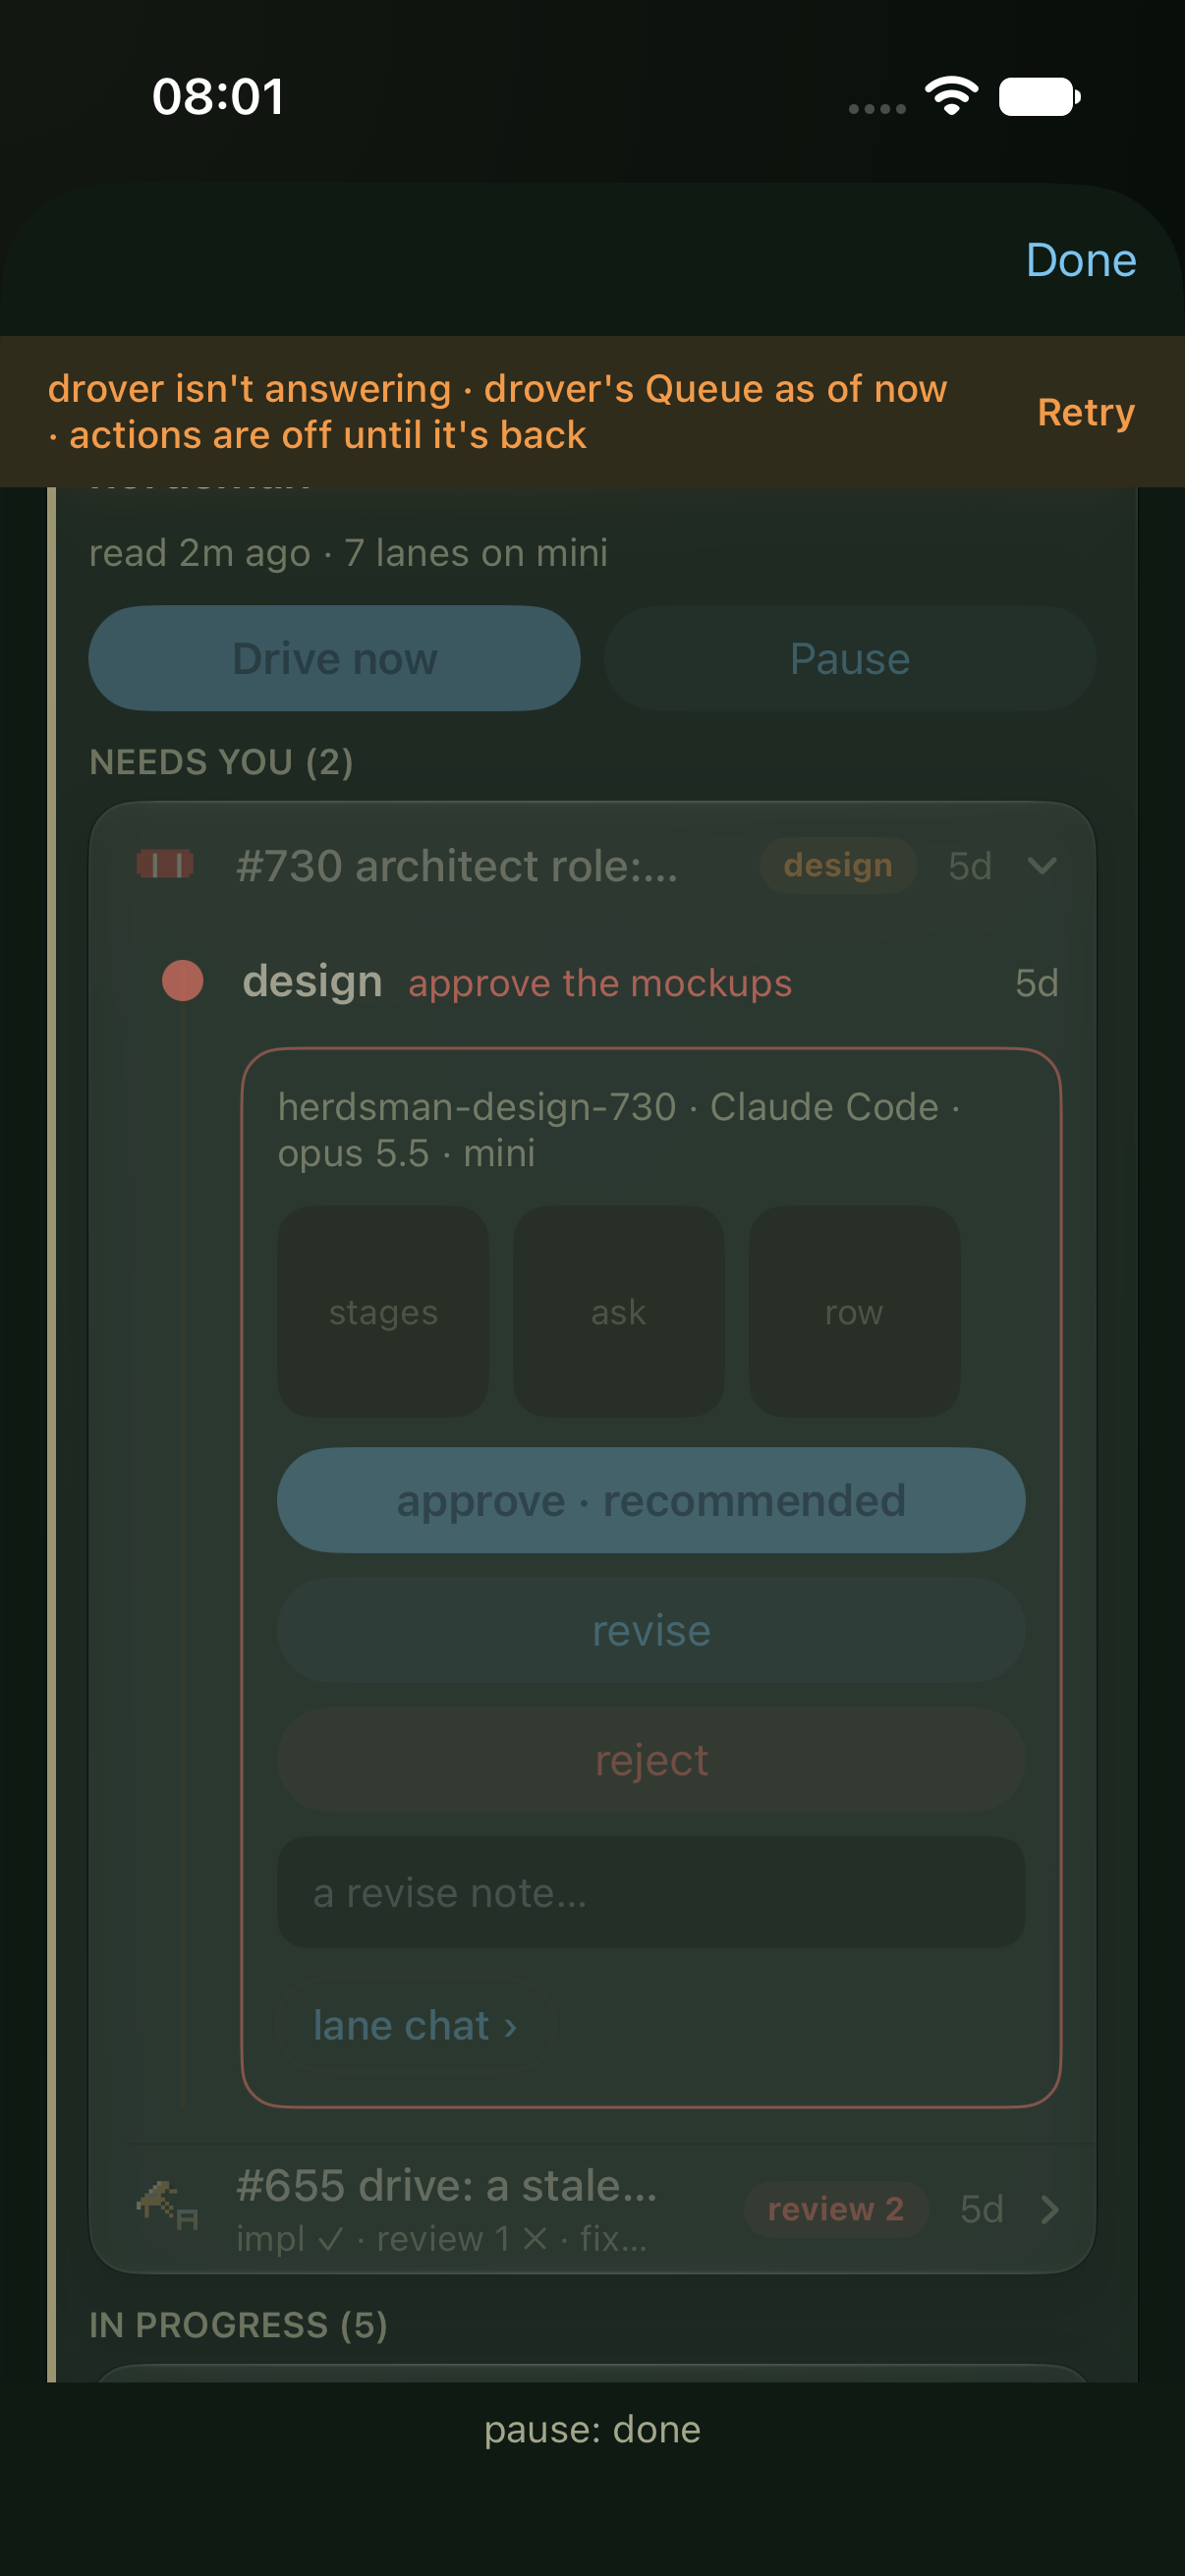 08:01
Done
drover isn't answering · drover's Queue as of now
· actions are off until it's back
Retry
read 2m ago · 7 lanes on mini
Drive now
Pause
NEEDS YOU (2)
#730 architect role:...
design
5d
design approve the mockups
5d
herdsman-design-730 · Claude Code ·
opus 5.5 · mini
stages
ask
row
approve · recommended
revise
reject
a revise note...
lane chat ›
#655 drive: a stale...
review 2
5d
impl ✓ · review 1 ✕ · fix...
IN PROGRESS (5)
pause: done